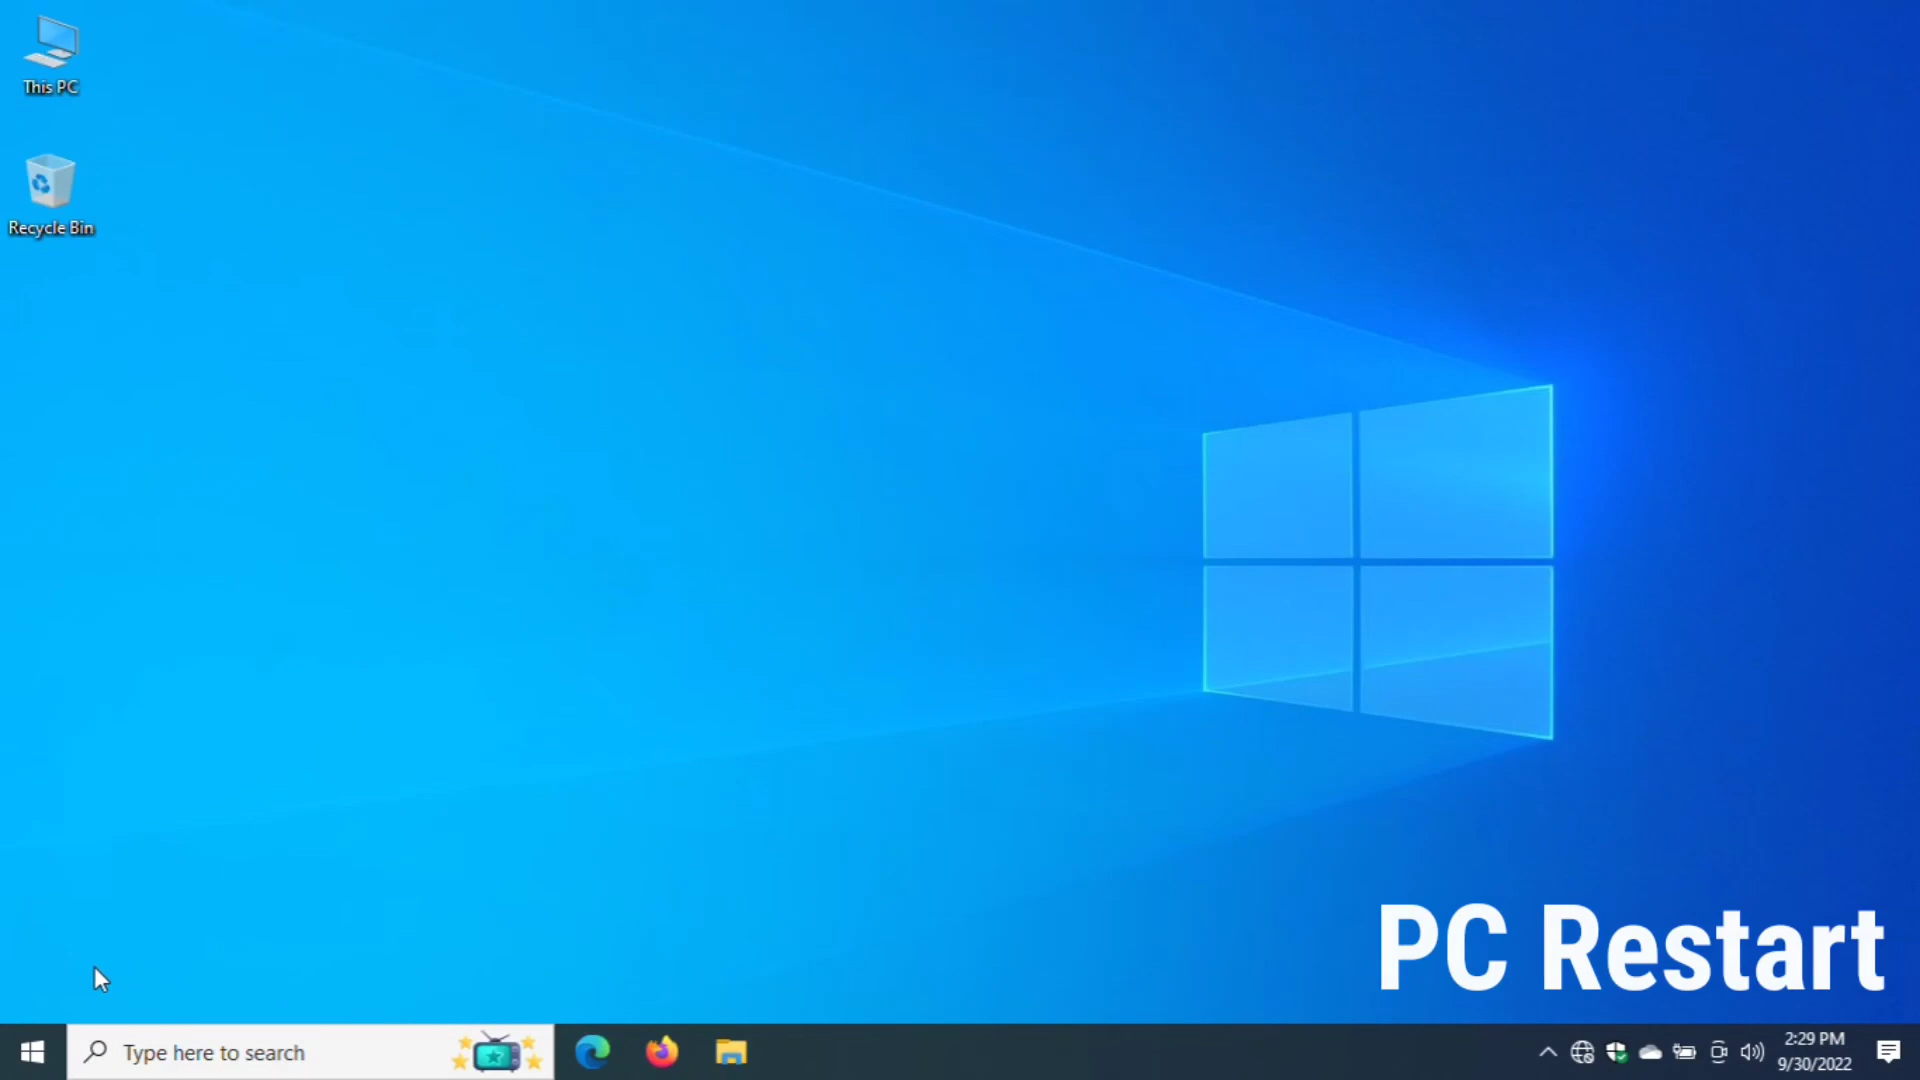 This PC
Recycle Bin
PC Restart
Type here to search
2:29 PM
9/30/2022